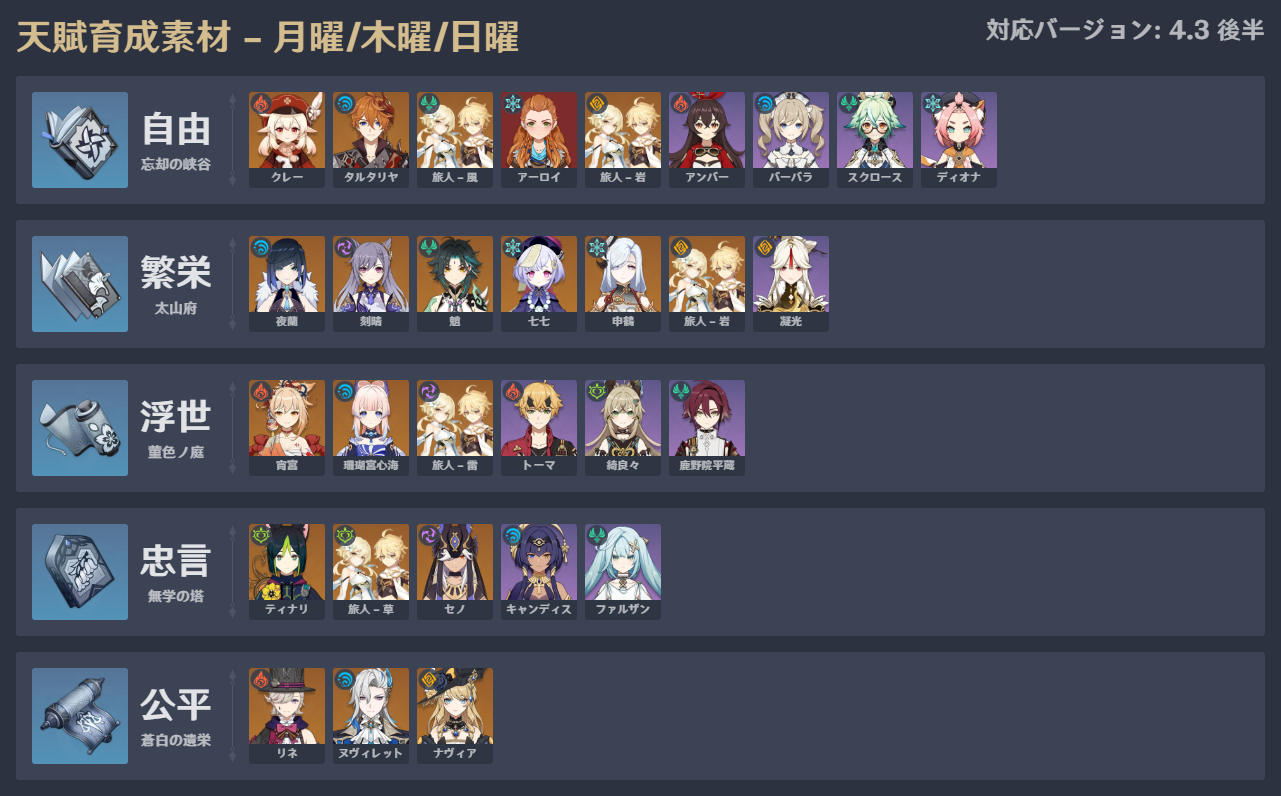 天賦育成素材 – 月曜/木曜/日曜
対応バージョン: 4.3 後半
自由
忘却の峡谷
クレー
タルタリヤ
旅人 – 風
アーロイ
旅人 – 岩
アンバー
バーバラ
スクロース
ディオナ
繁栄
太山府
夜蘭
刻晴
魈
七七
申鶴
旅人 – 岩
凝光
浮世
菫色ノ庭
宵宮
珊瑚宮心海
旅人 – 雷
トーマ
綺良々
鹿野院平蔵
忠言
無学の塔
ティナリ
旅人 – 草
セノ
キャンディス
ファルザン
公平
蒼白の遺栄
リネ
ヌヴィレット
ナヴィア